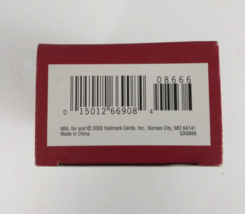 08666
0 15012 66908 4
Mfd. for and © 2002 Hallmark Cards, Inc., Kansas City, MO 64141
Made in China QX8666